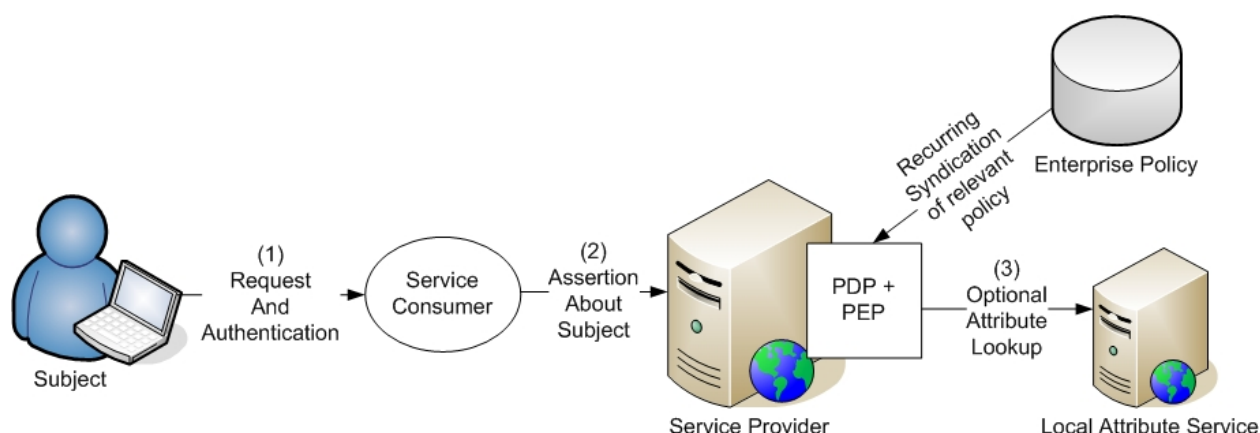 Recurring
Syndication
of relevant
policy
Enterprise Policy
(1)
Request
And
Authentication
Service
Consumer
(2)
Assertion
About
Subject
PDP +
PEP
(3)
Optional
Attribute
Lookup
Subject
Service Provider
Local Attribute Service